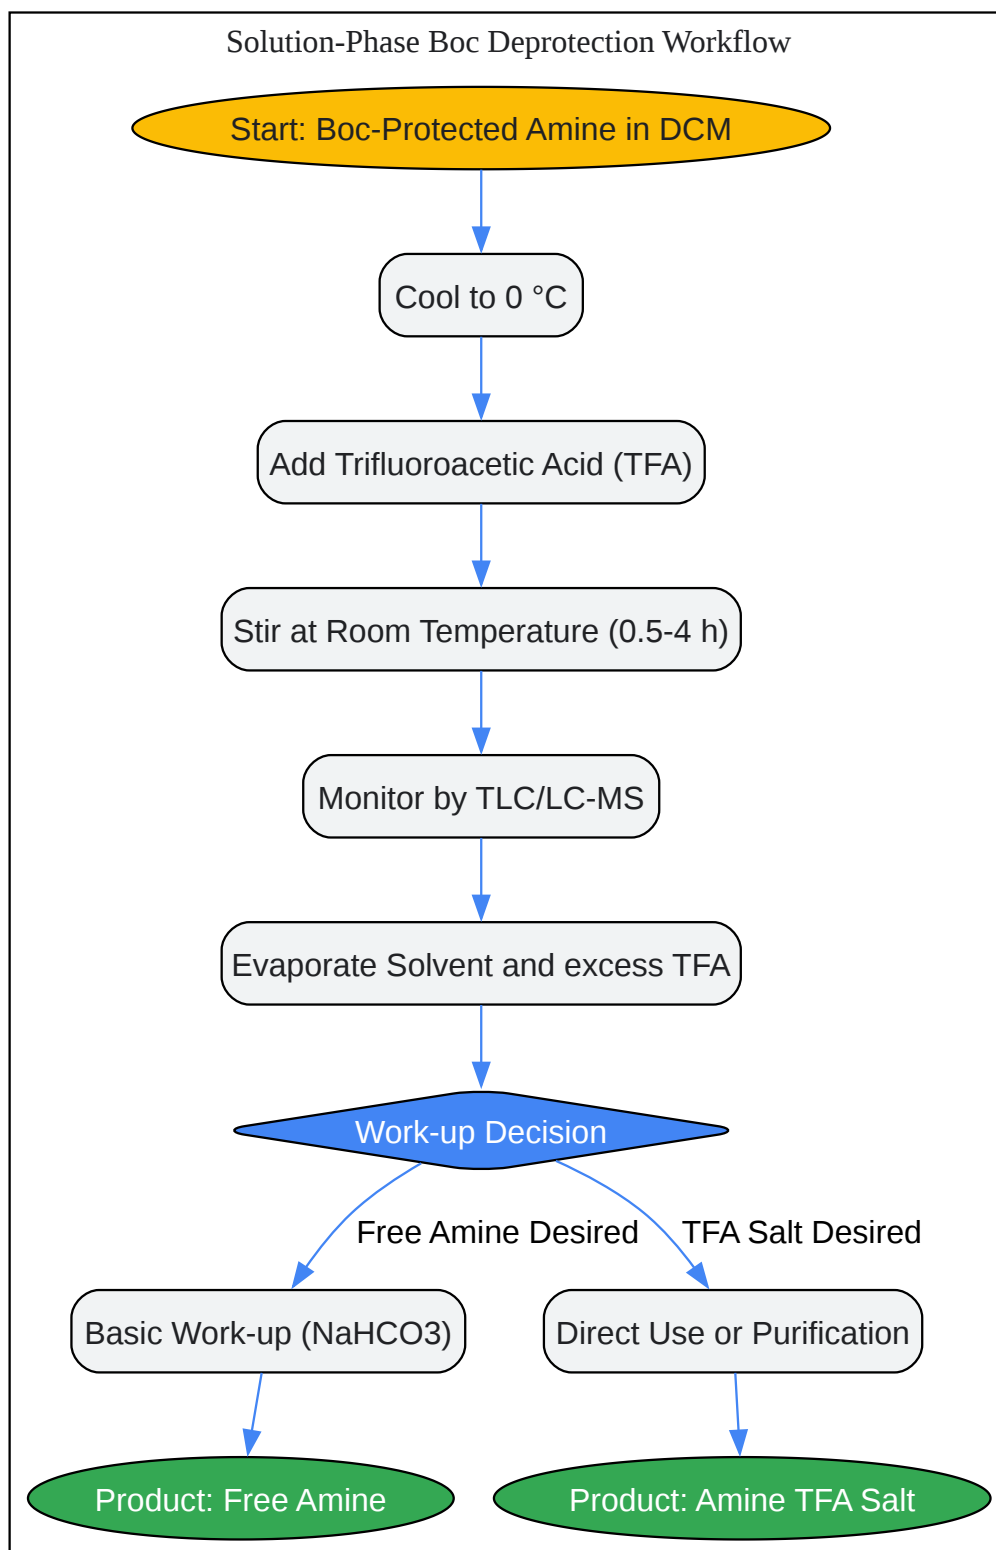 Solution-Phase Boc Deprotection Workflow
Start: Boc-Protected Amine in DCM
Cool to 0 °C
Add Trifluoroacetic Acid (TFA)
Stir at Room Temperature (0.5-4 h)
Monitor by TLC/LC-MS
Evaporate Solvent and excess TFA
Work-up Decision
Free Amine Desired
TFA Salt Desired
Basic Work-up (NaHCO3)
Direct Use or Purification
Product: Free Amine
Product: Amine TFA Salt